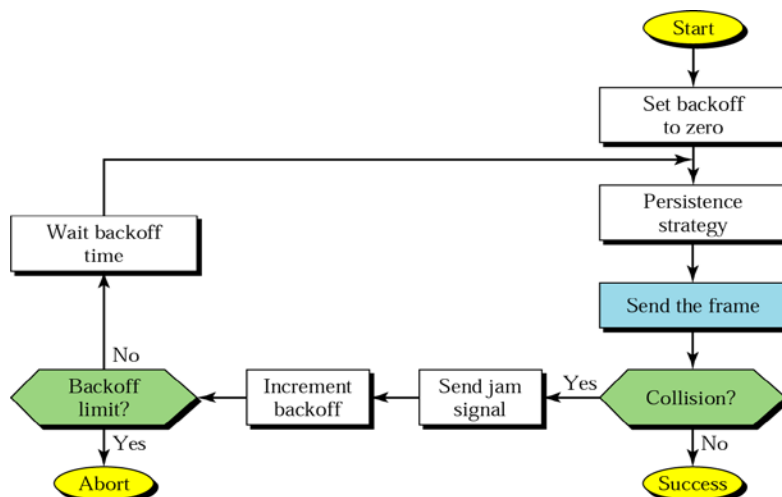 Start
Set backoff
to zero
Persistence
strategy
Wait backoff
time
Send the frame
No
Backoff
limit?
Increment
backoff
Send jam
signal
Yes
Collision?
Yes
No
Abort
Success